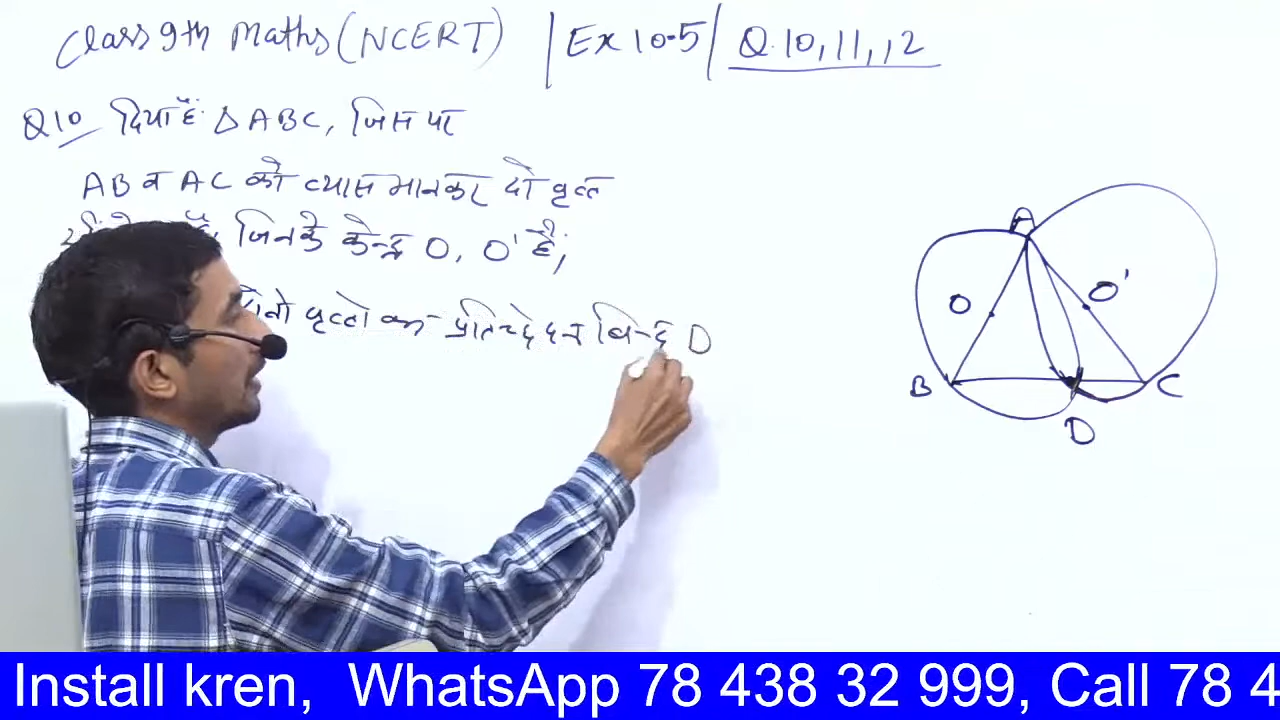 Class 9th Maths (NCERT) | Ex 10.5 | Q. 10, 11, 12
Q10 दिया है: △ ABC, जिस पर
AB व AC को व्यास मानकर दो वृत्त
जिनके केन्द्र O, O' हैं;
वृत्तो का प्रतिच्छेदन बिन्दु D
A
O
O'
B
C
D
Install kren, WhatsApp 78 438 32 999, Call 78 4